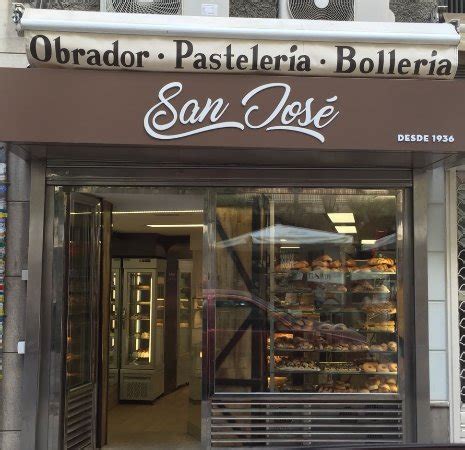 Obrador · Pastelería · Bollería
San José
DESDE 1936